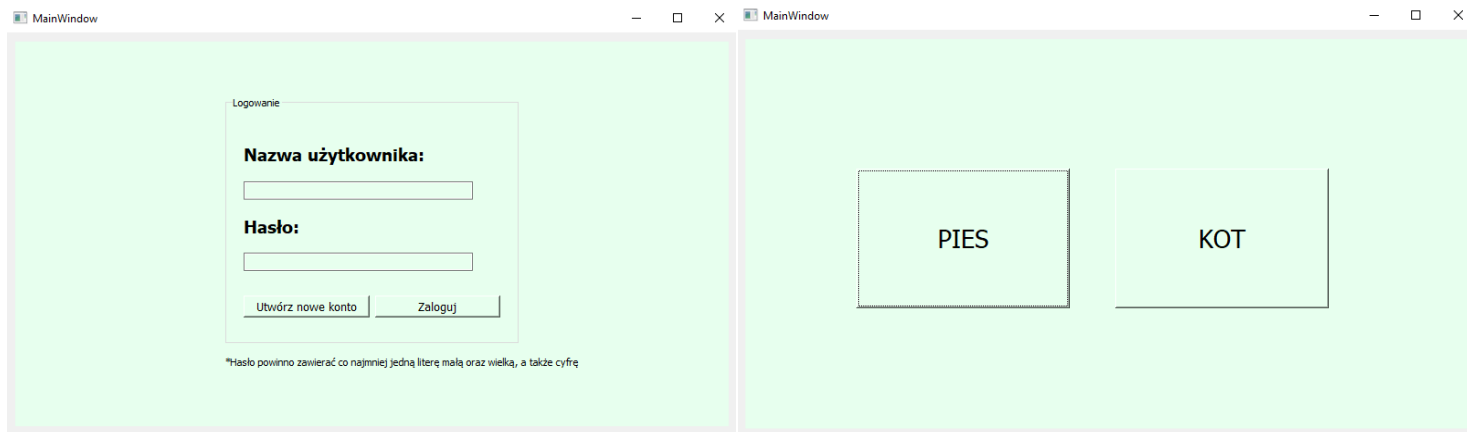 MainWindow
Logowanie
Nazwa użytkownika:
Hasło:
Utwórz nowe konto
Zaloguj
*Hasło powinno zawierać co najmniej jedną literę małą oraz wielką, a także cyfrę
MainWindow
PIES
KOT